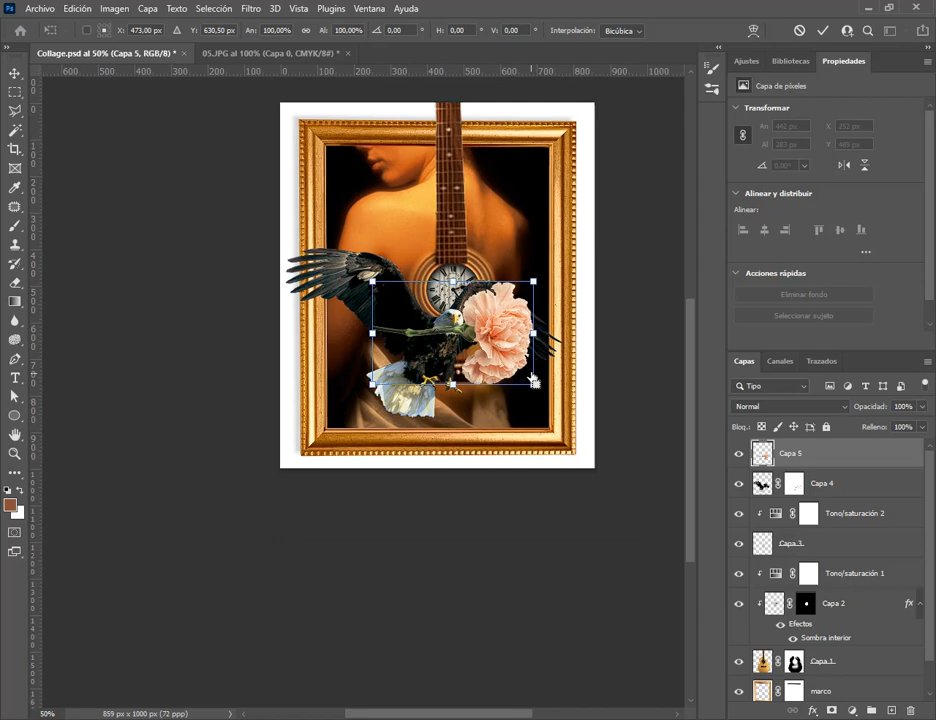 Archivo Edición Imagen Capa Texto Selección Filtro 3D Vista Plugins Ventana Ayuda
X: 473,00 px Y: 630,50 px An: 100,00% Al: 100,00% 0,00 ° H: 0,00 ° V: 0,00 ° Interpolación: Bicúbica
Collage.psd al 50% (Capa 5, RGB/8) * × 05.JPG al 100% (Capa 0, CMYK/8#) * ×
600 500 400 300 200 100 0 100 200 300 400 500 600 700 800 900 1000
Ajustes Bibliotecas Propiedades
Capa de píxeles
Transformar
An 442 px X 252 px
Al 283 px Y 489 px
0,00°
Alinear y distribuir
Alinear:
Acciones rápidas
Eliminar fondo
Seleccionar sujeto
Capas Canales Trazados
Tipo
Normal Opacidad: 100%
Bloq.: Relleno: 100%
Capa 5
Capa 4
Tono/saturación 2
Capa 3
Tono/saturación 1
Capa 2 fx
Efectos
Sombra interior
Capa 1
marco
50% 859 px x 1000 px (72 ppp)